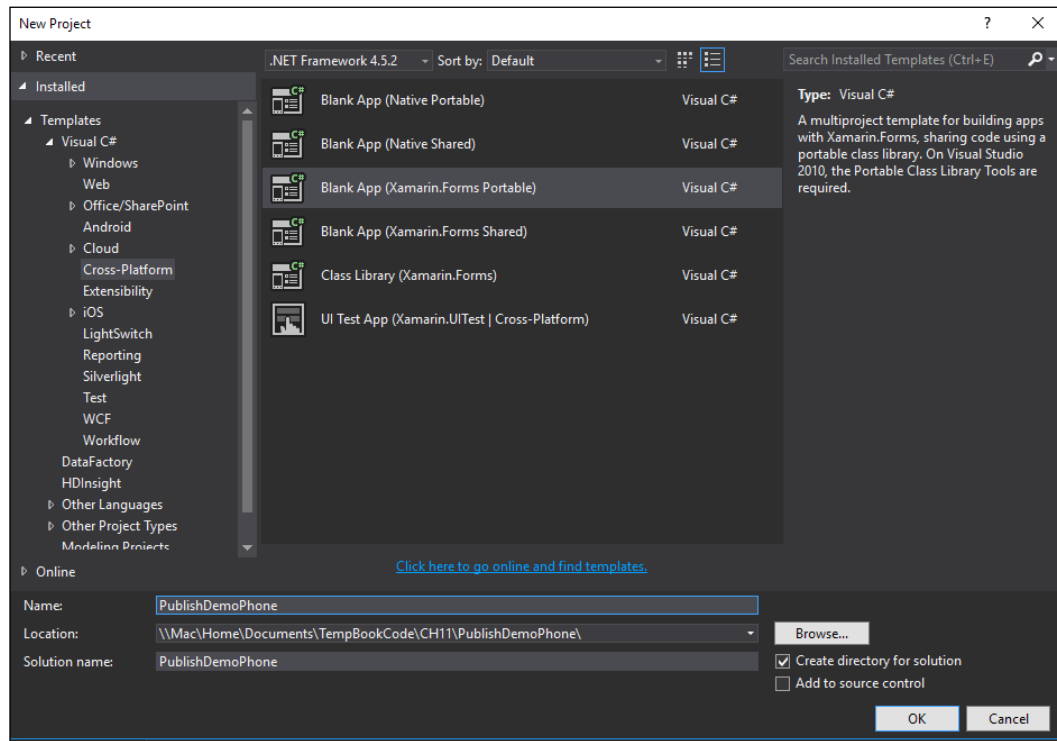 New Project
? X
Recent
.NET Framework 4.5.2
Sort by: Default
Search Installed Templates (Ctrl+E)
Installed
Templates
Visual C#
Windows
Web
Office/SharePoint
Android
Cloud
Cross-Platform
Extensibility
iOS
LightSwitch
Reporting
Silverlight
Test
WCF
Workflow
DataFactory
HDInsight
Other Languages
Other Project Types
Modeling Projects
Online
C# Blank App (Native Portable) Visual C#
C# Blank App (Native Shared) Visual C#
C# Blank App (Xamarin.Forms Portable) Visual C#
C# Blank App (Xamarin.Forms Shared) Visual C#
C# Class Library (Xamarin.Forms) Visual C#
UI Test App (Xamarin.UITest | Cross-Platform) Visual C#
Click here to go online and find templates.
Type: Visual C#
A multiproject template for building apps
with Xamarin.Forms, sharing code using a
portable class library. On Visual Studio
2010, the Portable Class Library Tools are
required.
Name: PublishDemoPhone
Location: \\Mac\Home\Documents\TempBookCode\CH11\PublishDemoPhone\
Browse...
Solution name: PublishDemoPhone
Create directory for solution
Add to source control
OK Cancel